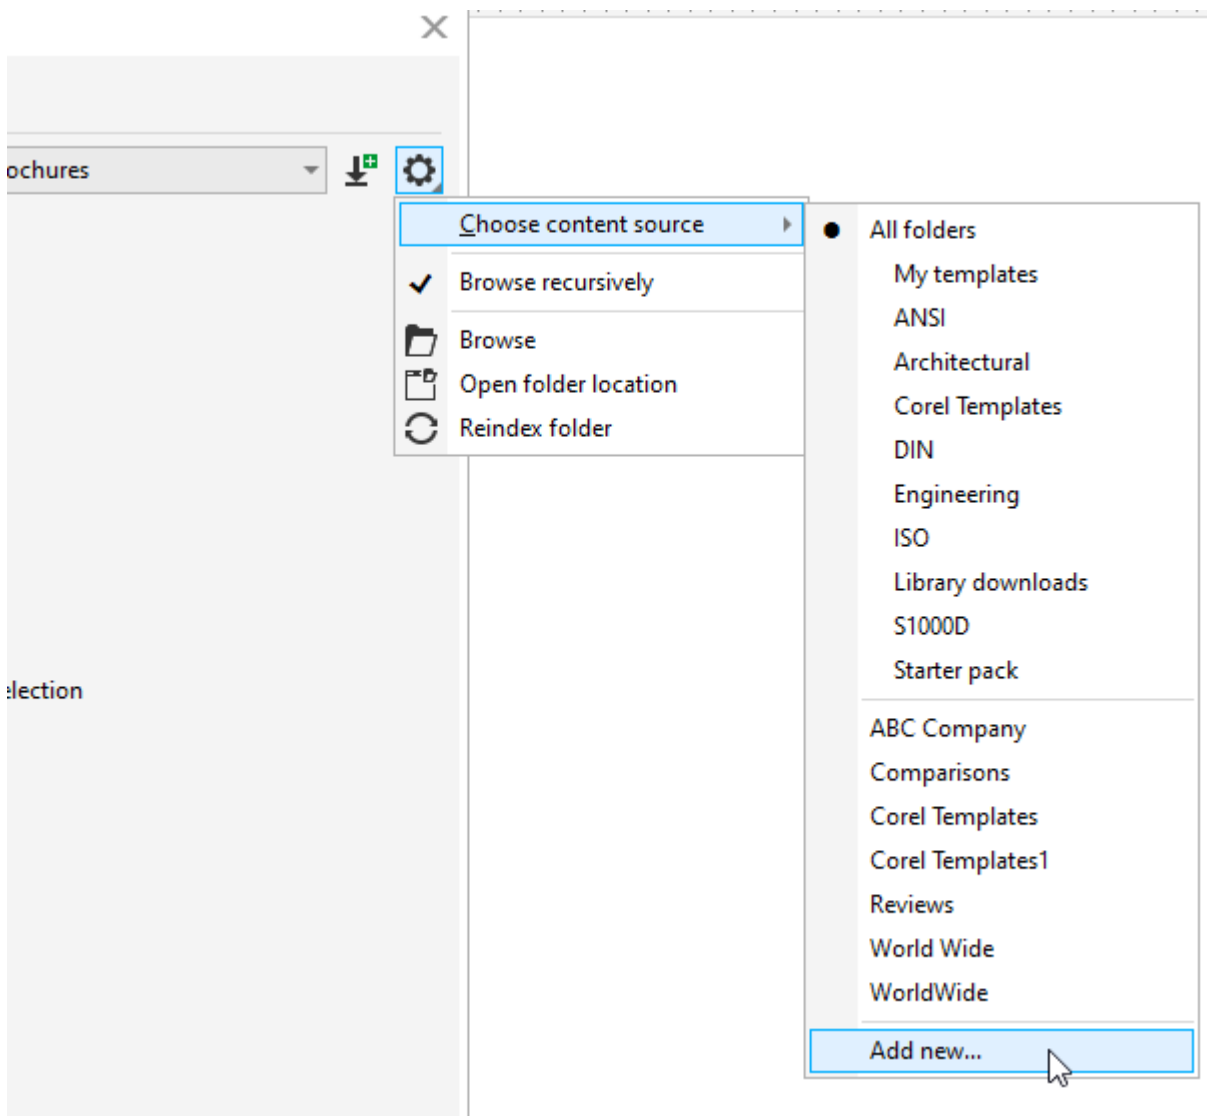 ochures
Choose content source
Browse recursively
Browse
Open folder location
Reindex folder
All folders
My templates
ANSI
Architectural
Corel Templates
DIN
Engineering
ISO
Library downloads
S1000D
Starter pack
ABC Company
Comparisons
Corel Templates
Corel Templates1
Reviews
World Wide
WorldWide
Add new...
election